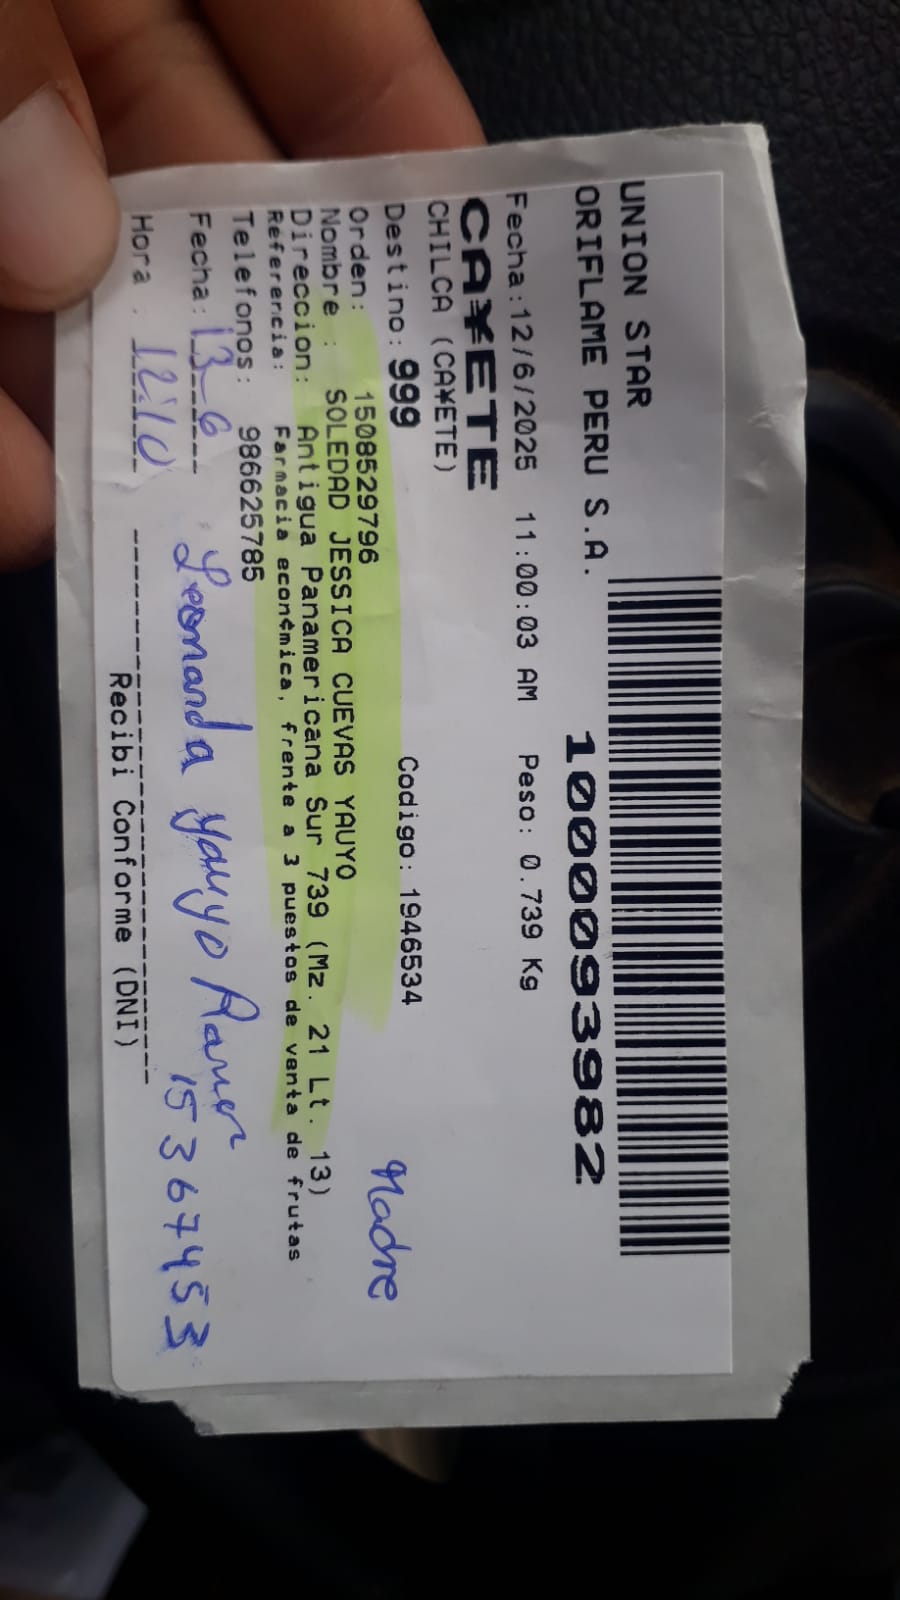 UNION STAR
ORIFLAME PERU S.A.
1000093982
Fecha:12/6/2025 11:00:03 AM Peso: 0.739 Kg
CA¥ETE
CHILCA (CA¥ETE)
Destino: 999 Codigo: 1946534
Orden: 1508529796 Madre
Nombre : SOLEDAD JESSICA CUEVAS YAUYO
Direccion: Antigua Panamericana Sur 739 (Mz. 21 Lt. 13)
Referencia: Farmacia econ¢mica, frente a 3 puestos de venta de frutas
Telefonos: 986625785
Fecha: 13-6 Leonarda Yauyo
15367453
Hora : 12:10
Recibi Conforme (DNI)